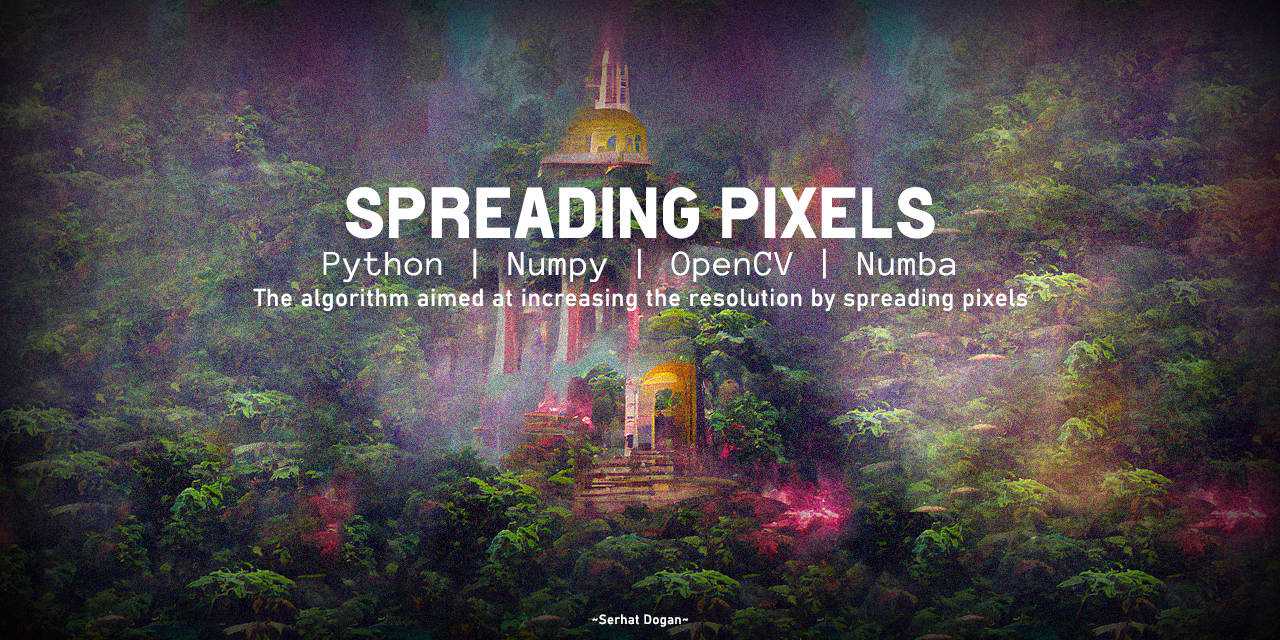 SPREADING PIXELS
Python | Numpy | OpenCV | Numba
The algorithm aimed at increasing the resolution by spreading pixels
~Serhat Dogan~